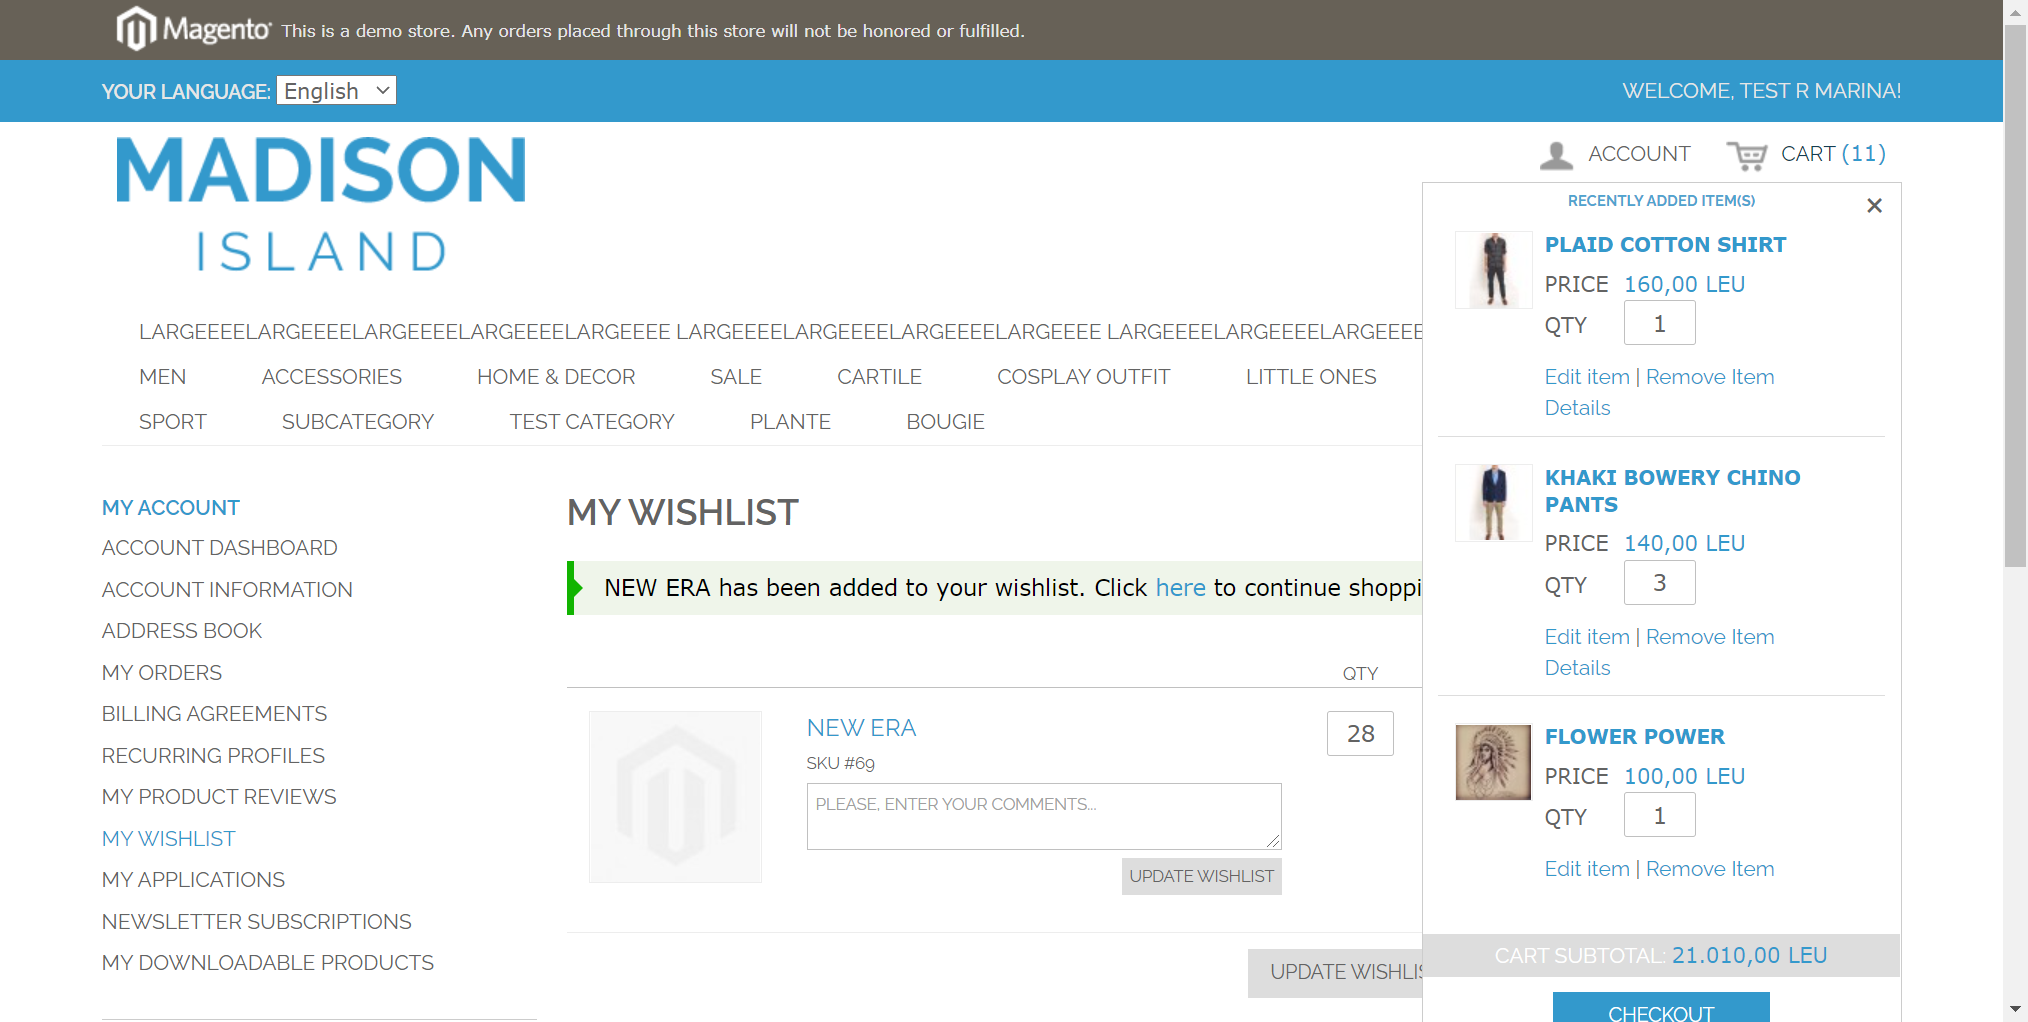 Magento This is a demo store. Any orders placed through this store will not be honored or fulfilled.
YOUR LANGUAGE: English
WELCOME, TEST R MARINA!
MADISON
ISLAND
ACCOUNT
CART (11)
LARGEEEELARGEEEELARGEEEELARGEEEELARGEEEE LARGEEEELARGEEEELARGEEEELARGEEEE LARGEEEELARGEEEELARGEEEE
MEN ACCESSORIES HOME & DECOR SALE CARTILE COSPLAY OUTFIT LITTLE ONES
SPORT SUBCATEGORY TEST CATEGORY PLANTE BOUGIE
MY ACCOUNT
ACCOUNT DASHBOARD
ACCOUNT INFORMATION
ADDRESS BOOK
MY ORDERS
BILLING AGREEMENTS
RECURRING PROFILES
MY PRODUCT REVIEWS
MY WISHLIST
MY APPLICATIONS
NEWSLETTER SUBSCRIPTIONS
MY DOWNLOADABLE PRODUCTS
MY WISHLIST
NEW ERA has been added to your wishlist. Click here to continue shoppi
QTY
NEW ERA
28
SKU #69
PLEASE, ENTER YOUR COMMENTS...
UPDATE WISHLIST
UPDATE WISHLIS
RECENTLY ADDED ITEM(S)
×
PLAID COTTON SHIRT
PRICE 160,00 LEU
QTY 1
Edit item | Remove Item
Details
KHAKI BOWERY CHINO
PANTS
PRICE 140,00 LEU
QTY 3
Edit item | Remove Item
Details
FLOWER POWER
PRICE 100,00 LEU
QTY 1
Edit item | Remove Item
CART SUBTOTAL: 21.010,00 LEU
CHECKOUT